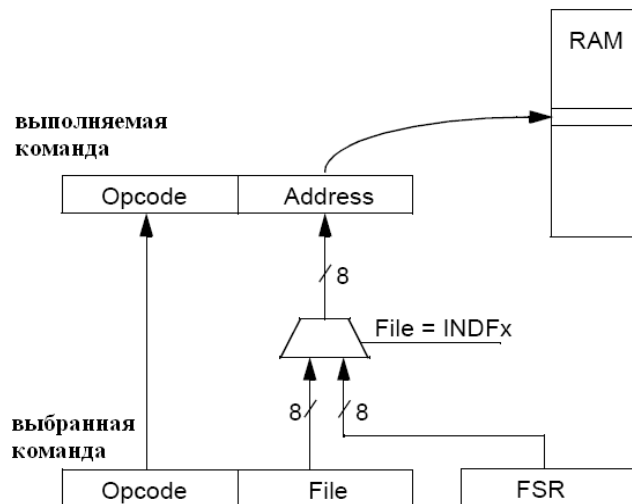 RAM
выполняемая
команда
Opcode
Address
8
File = INDFx
8
8
выбранная
команда
Opcode
File
FSR